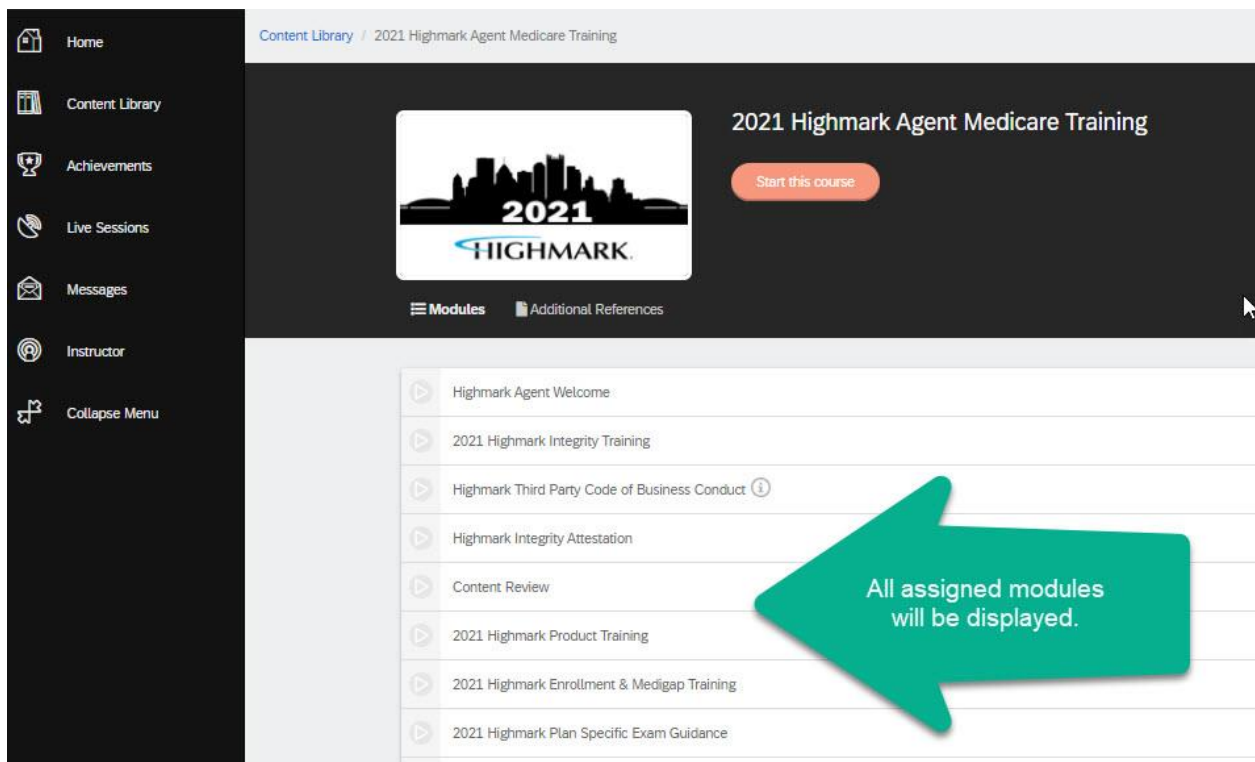 Home
Content Library
Achievements
Live Sessions
Messages
Instructor
Collapse Menu
Content Library / 2021 Highmark Agent Medicare Training
2021
HIGHMARK.
2021 Highmark Agent Medicare Training
Start this course
Modules
Additional References
Highmark Agent Welcome
2021 Highmark Integrity Training
Highmark Third Party Code of Business Conduct i
Highmark Integrity Attestation
Content Review
2021 Highmark Product Training
2021 Highmark Enrollment & Medigap Training
2021 Highmark Plan Specific Exam Guidance
All assigned modules
will be displayed.